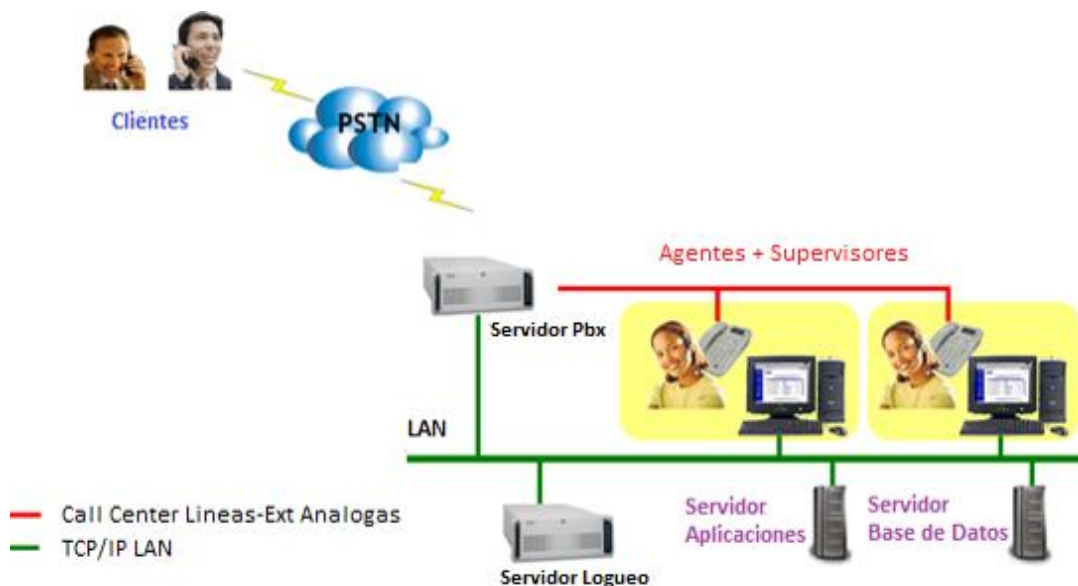 Clientes
PSTN
Agentes + Supervisores
Servidor Pbx
LAN
Servidor
Aplicaciones
Servidor
Base de Datos
Call Center Lineas-Ext Analogas
TCP/IP LAN
Servidor Logueo